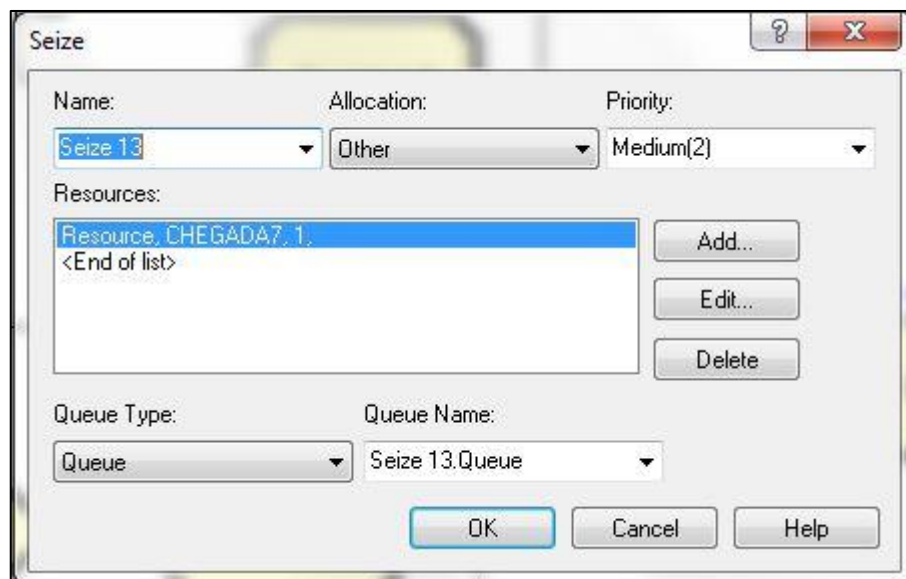 Seize
Name: Allocation: Priority:
Seize 13 Other Medium(2)
Resources:
Resource, CHEGADA7, 1,
<End of list>
Add...
Edit...
Delete
Queue Type: Queue Name:
Queue Seize 13.Queue
OK Cancel Help